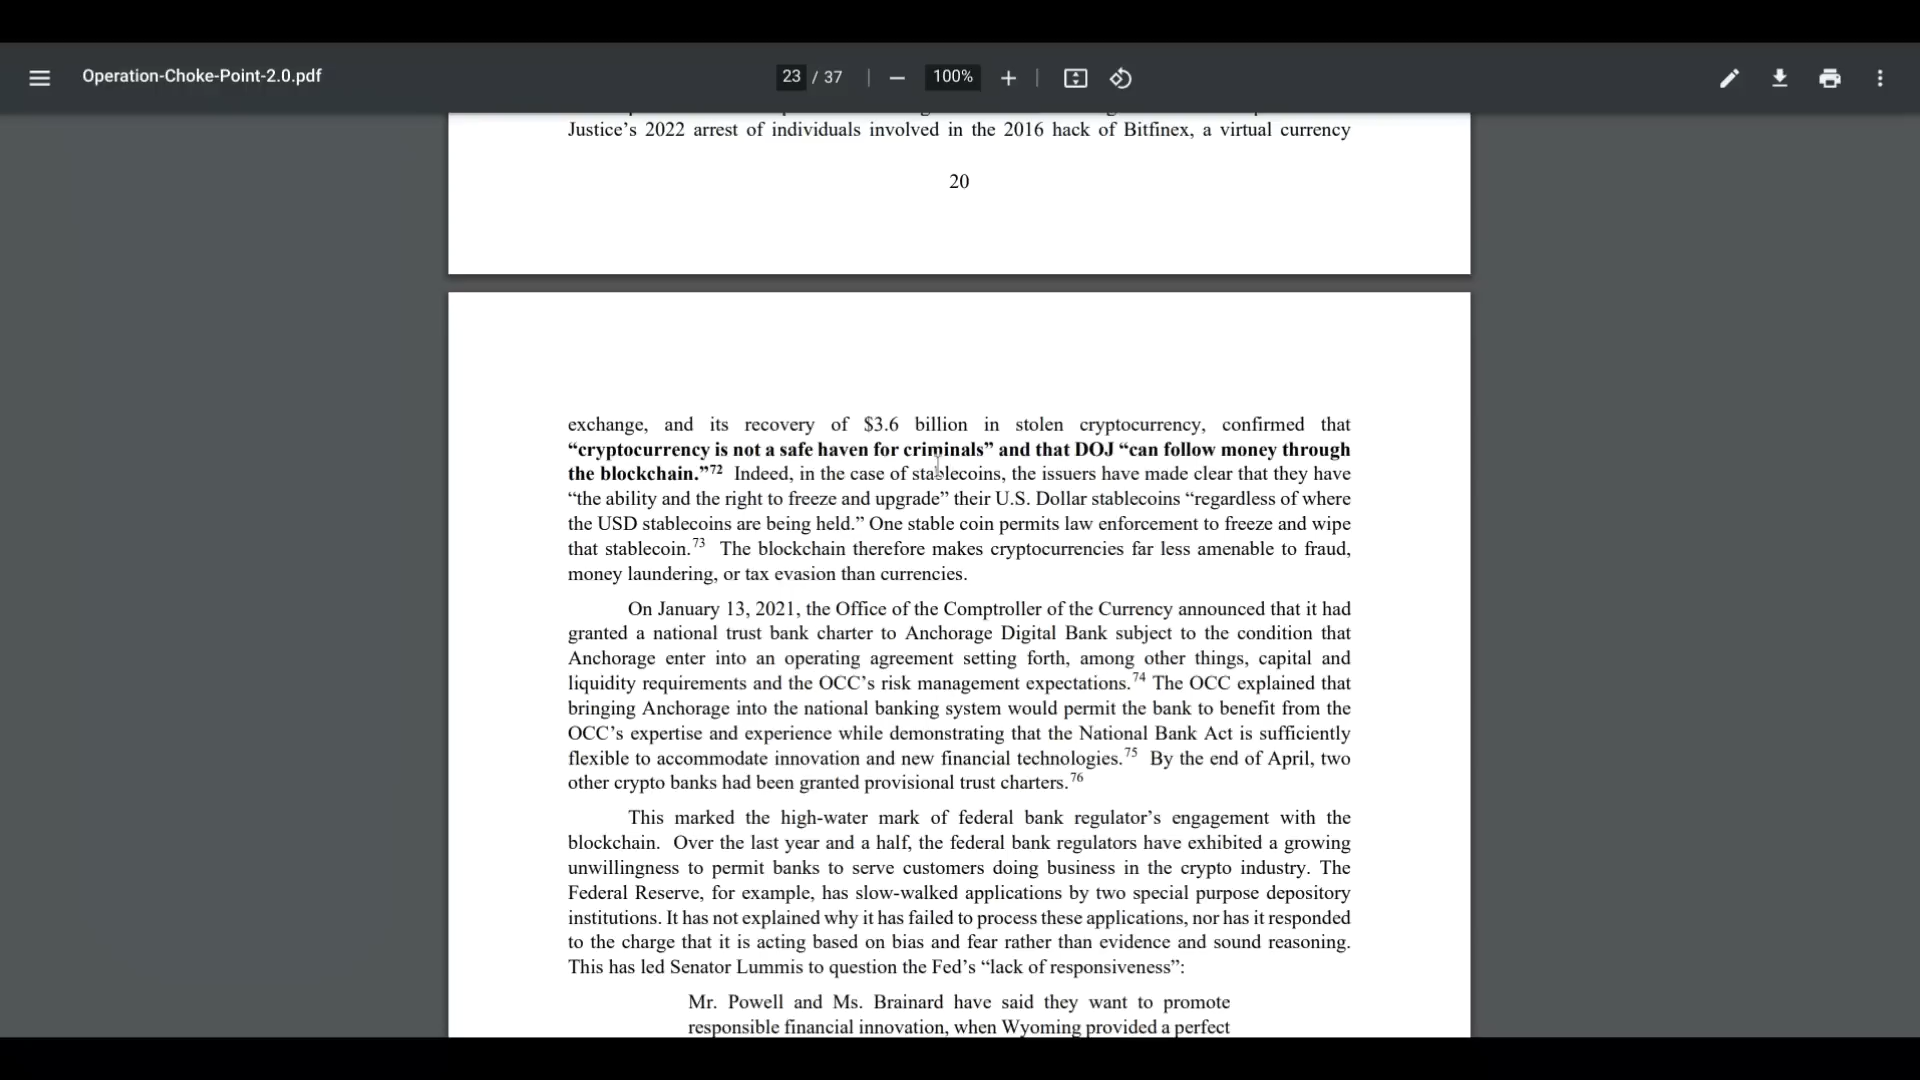 Operation-Choke-Point-2.0.pdf
23 / 37
100%
Justice’s 2022 arrest of individuals involved in the 2016 hack of Bitfinex, a virtual currency
20
exchange, and its recovery of $3.6 billion in stolen cryptocurrency, confirmed that
“cryptocurrency is not a safe haven for criminals” and that DOJ “can follow money through
the blockchain.”72 Indeed, in the case of stablecoins, the issuers have made clear that they have
“the ability and the right to freeze and upgrade” their U.S. Dollar stablecoins “regardless of where
the USD stablecoins are being held.” One stable coin permits law enforcement to freeze and wipe
that stablecoin.73 The blockchain therefore makes cryptocurrencies far less amenable to fraud,
money laundering, or tax evasion than currencies.
On January 13, 2021, the Office of the Comptroller of the Currency announced that it had
granted a national trust bank charter to Anchorage Digital Bank subject to the condition that
Anchorage enter into an operating agreement setting forth, among other things, capital and
liquidity requirements and the OCC’s risk management expectations.74 The OCC explained that
bringing Anchorage into the national banking system would permit the bank to benefit from the
OCC’s expertise and experience while demonstrating that the National Bank Act is sufficiently
flexible to accommodate innovation and new financial technologies.75 By the end of April, two
other crypto banks had been granted provisional trust charters.76
This marked the high-water mark of federal bank regulator’s engagement with the
blockchain. Over the last year and a half, the federal bank regulators have exhibited a growing
unwillingness to permit banks to serve customers doing business in the crypto industry. The
Federal Reserve, for example, has slow-walked applications by two special purpose depository
institutions. It has not explained why it has failed to process these applications, nor has it responded
to the charge that it is acting based on bias and fear rather than evidence and sound reasoning.
This has led Senator Lummis to question the Fed’s “lack of responsiveness”:
Mr. Powell and Ms. Brainard have said they want to promote
responsible financial innovation, when Wyoming provided a perfect